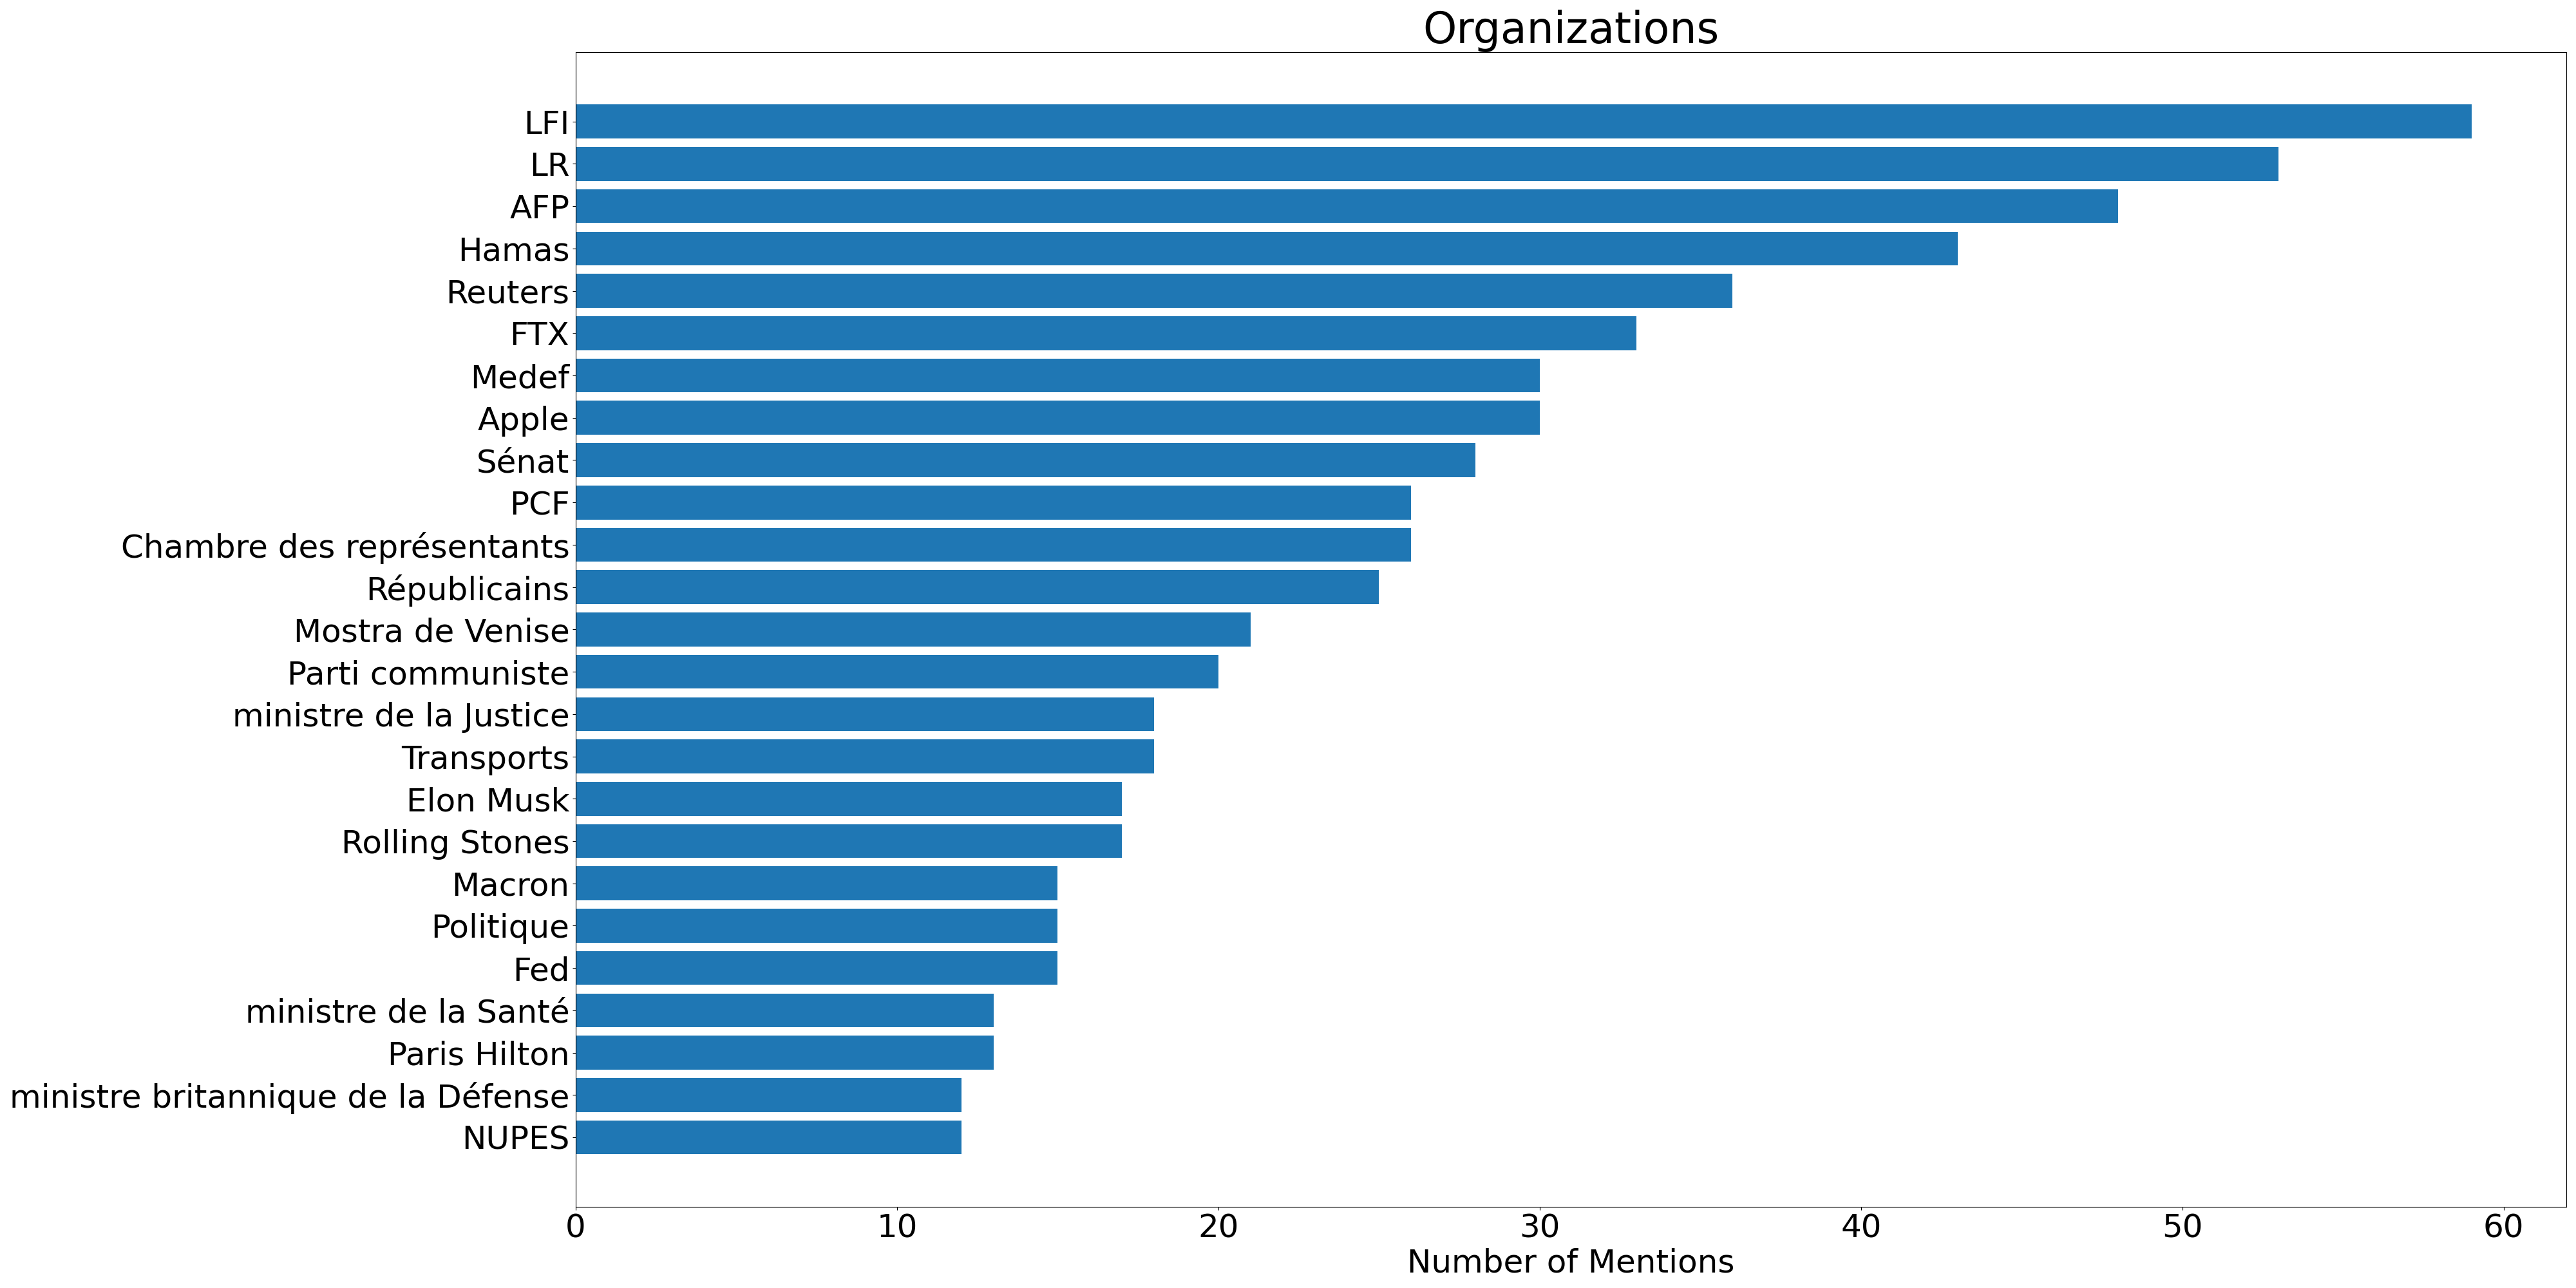 Organizations
LFI
LR
AFP
Hamas
Reuters
FTX
Medef
Apple
Sénat
PCF
Chambre des représentants
Républicains
Mostra de Venise
Parti communiste
ministre de la Justice
Transports
Elon Musk
Rolling Stones
Macron
Politique
Fed
ministre de la Santé
Paris Hilton
ministre britannique de la Défense
NUPES
0 10 20 30 40 50 60
Number of Mentions